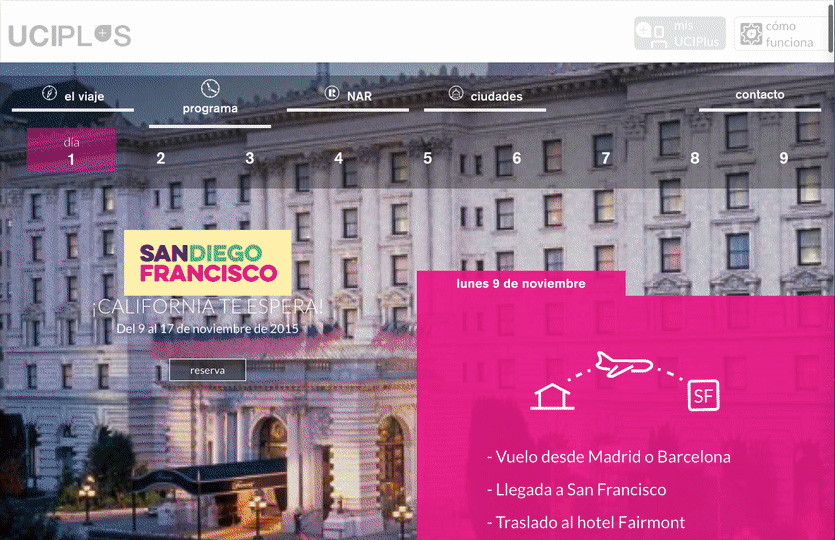 UCIPLUS
mis
UCIPlus
cómo
funciona
el viaje
programa
NAR
ciudades
contacto
día
1
2
3
4
5
6
7
8
9
SANDIEGO
FRANCISCO
¡CALIFORNIA TE ESPERA!
Del 9 al 17 de noviembre de 2015
reserva
lunes 9 de noviembre
SF
- Vuelo desde Madrid o Barcelona
- Llegada a San Francisco
- Traslado al hotel Fairmont